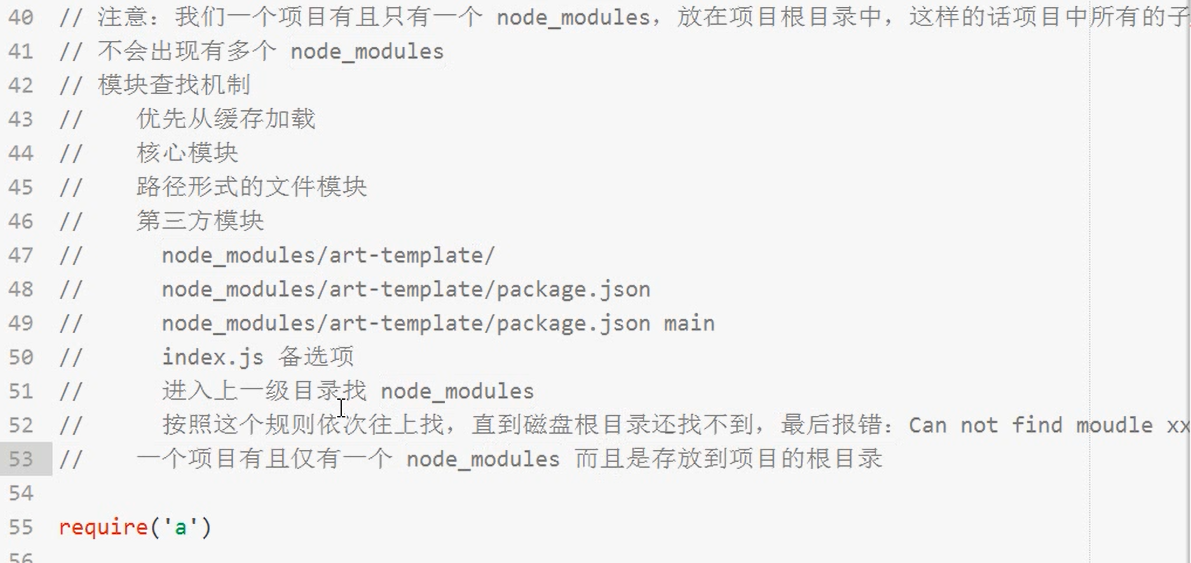 40 // 注意：我们一个项目有且只有一个 node_modules，放在项目根目录中，这样的话项目中所有的子
41 // 不会出现有多个 node_modules
42 // 模块查找机制
43 //    优先从缓存加载
44 //    核心模块
45 //    路径形式的文件模块
46 //    第三方模块
47 //      node_modules/art-template/
48 //      node_modules/art-template/package.json
49 //      node_modules/art-template/package.json main
50 //      index.js 备选项
51 //      进入上一级目录找 node_modules
52 //      按照这个规则依次往上找，直到磁盘根目录还找不到，最后报错：Can not find moudle xx
53 //    一个项目有且仅有一个 node_modules 而且是存放到项目的根目录
54
55 require('a')
56